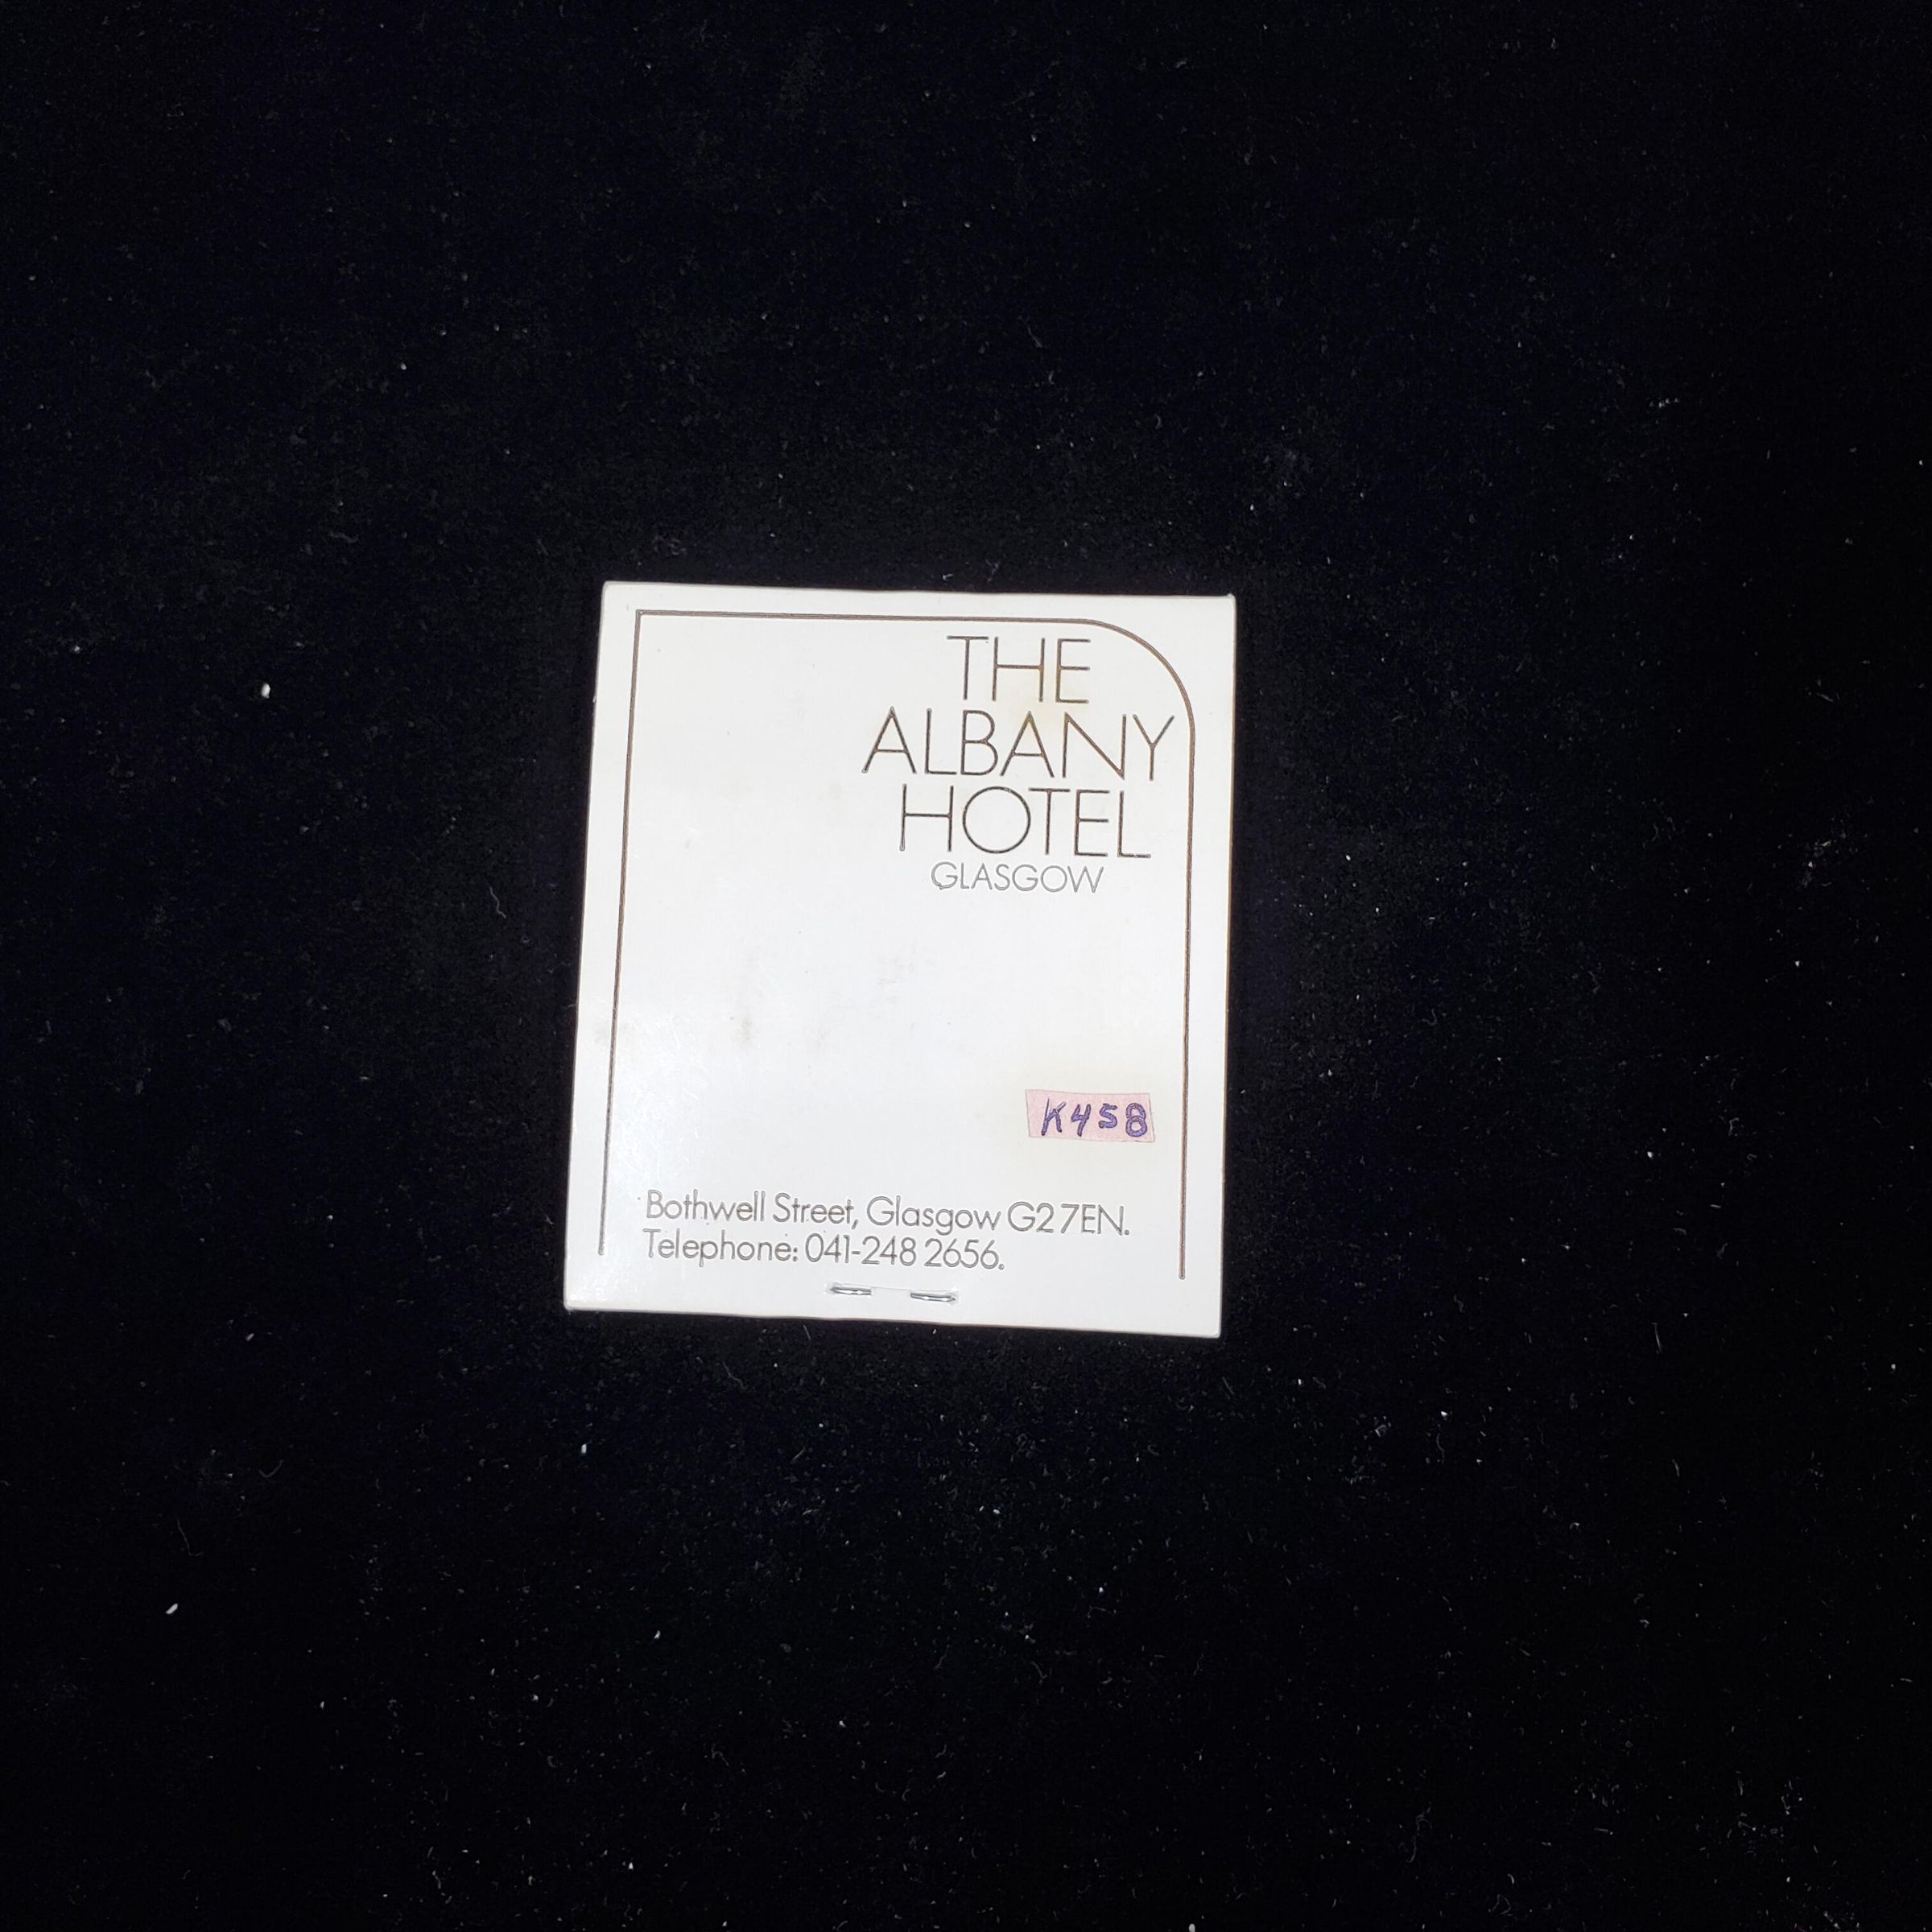 THE
ALBANY
HOTEL
GLASGOW
K458
Bothwell Street, Glasgow G2 7EN.
Telephone: 041-248 2656.